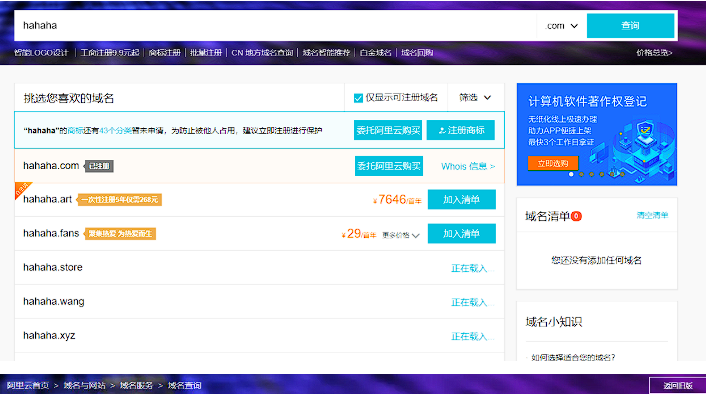 hahaha
.com
查询
智能LOGO设计 工商注册9.9元起 商标注册 批量注册 CN 地方域名查询 域名智能推荐 白金域名 域名回购
价格总览>
挑选您喜欢的域名
仅显示可注册域名
筛选
"hahaha"的商标还有43个分类暂未申请，为防止被他人占用，建议立即注册进行保护
委托阿里云购买
注册商标
hahaha.com 已注册
委托阿里云购买
Whois 信息 >
hahaha.art 一次性注册5年仅需268元
¥7646/首年
加入清单
hahaha.fans 聚集热爱 为热爱而生
¥29/首年 更多价格
加入清单
hahaha.store
正在载入...
hahaha.wang
正在载入...
hahaha.xyz
正在载入...
计算机软件著作权登记
无纸化线上极速办理
助力APP便捷上架
最快3个工作日拿证
立即选购
域名清单 0
清空清单
您还没有添加任何域名
域名小知识
如何选择适合您的域名?
阿里云首页 > 域名与网站 > 域名服务 > 域名查询
返回旧版